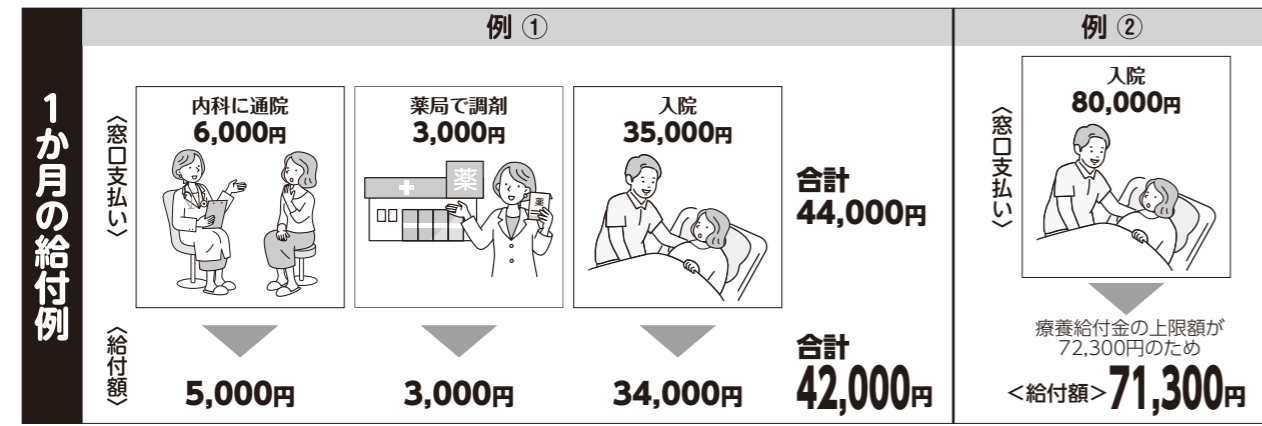 1か月の給付例
例 ①
〈窓口支払い〉
内科に通院
6,000円
薬局で調剤
3,000円
薬
薬
入院
35,000円
合計
44,000円
〈給付額〉
5,000円
3,000円
34,000円
合計
42,000円
例 ②
〈窓口支払い〉
入院
80,000円
療養給付金の上限額が
72,300円のため
＜給付額＞71,300円